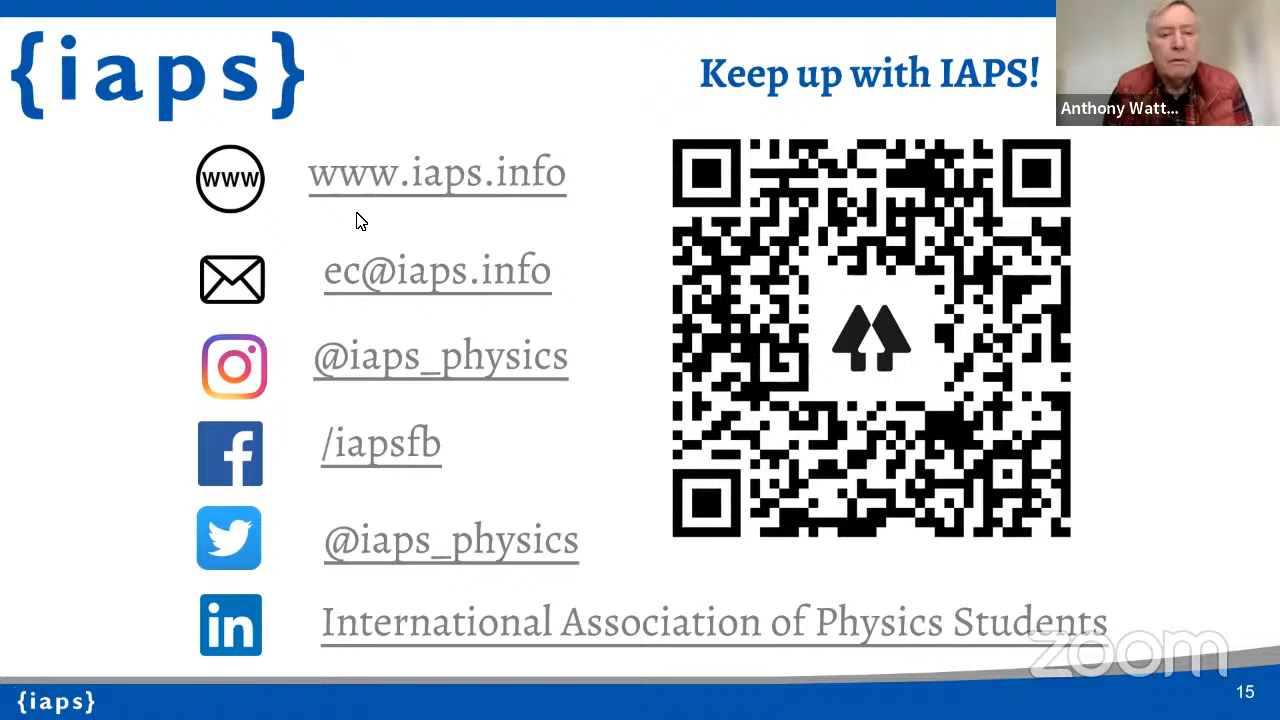 {iaps}
Keep up with IAPS!
Anthony Watt...
www
www.iaps.info
ec@iaps.info
@iaps_physics
/iapsfb
@iaps_physics
in
International Association of Physics Students
zoom
{iaps}
15